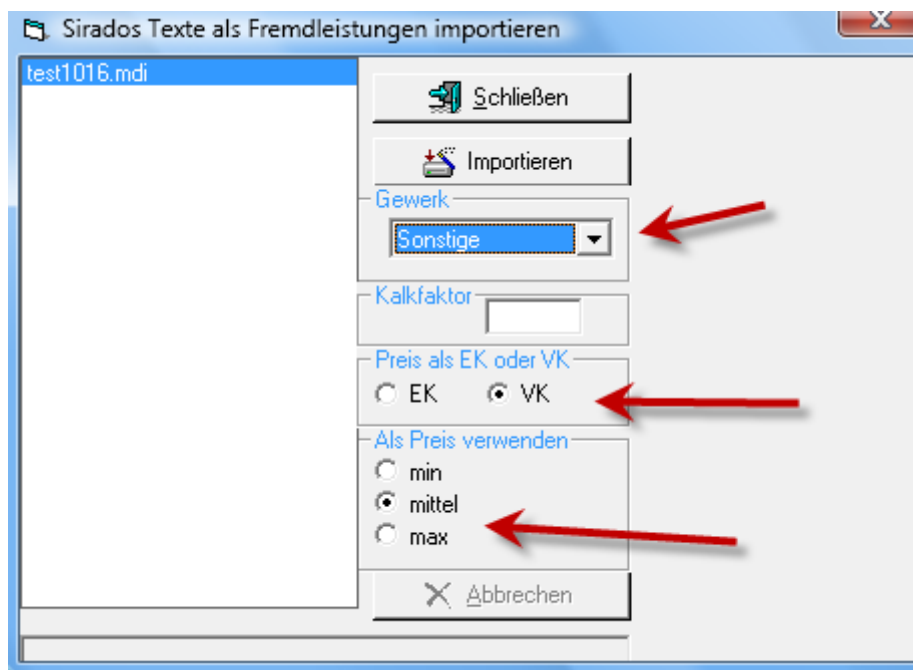 Sirados Texte als Fremdleistungen importieren
test1016.mdi
Schließen
Importieren
Gewerk
Sonstige
Kalkfaktor
Preis als EK oder VK
EK VK
Als Preis verwenden
min
mittel
max
Abbrechen